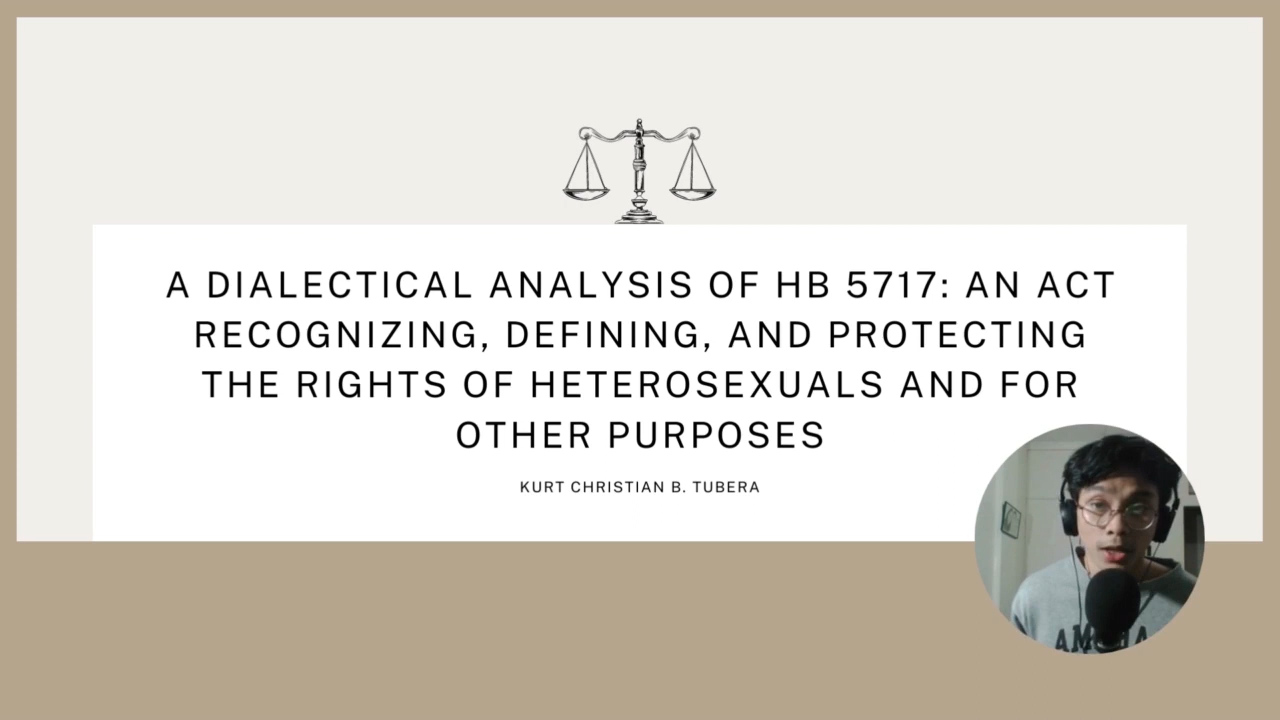 A DIALECTICAL ANALYSIS OF HB 5717: AN ACT
RECOGNIZING, DEFINING, AND PROTECTING
THE RIGHTS OF HETEROSEXUALS AND FOR
OTHER PURPOSES
KURT CHRISTIAN B. TUBERA